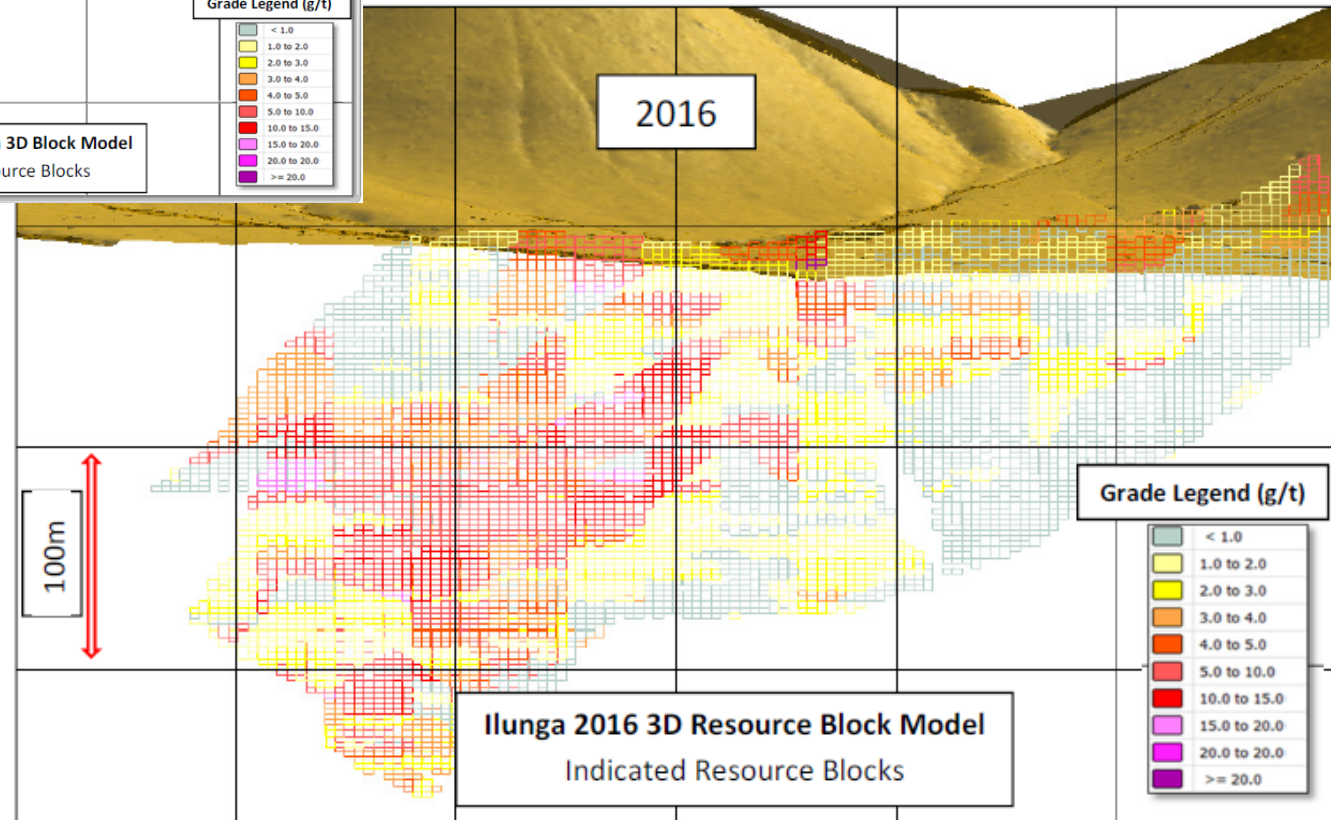 Grade Legend (g/t)
< 1.0
1.0 to 2.0
2.0 to 3.0
3.0 to 4.0
4.0 to 5.0
5.0 to 10.0
10.0 to 15.0
15.0 to 20.0
20.0 to 20.0
>= 20.0
3D Block Model
urce Blocks
2016
100m
Grade Legend (g/t)
< 1.0
1.0 to 2.0
2.0 to 3.0
3.0 to 4.0
4.0 to 5.0
5.0 to 10.0
10.0 to 15.0
15.0 to 20.0
20.0 to 20.0
>= 20.0
Ilunga 2016 3D Resource Block Model
Indicated Resource Blocks